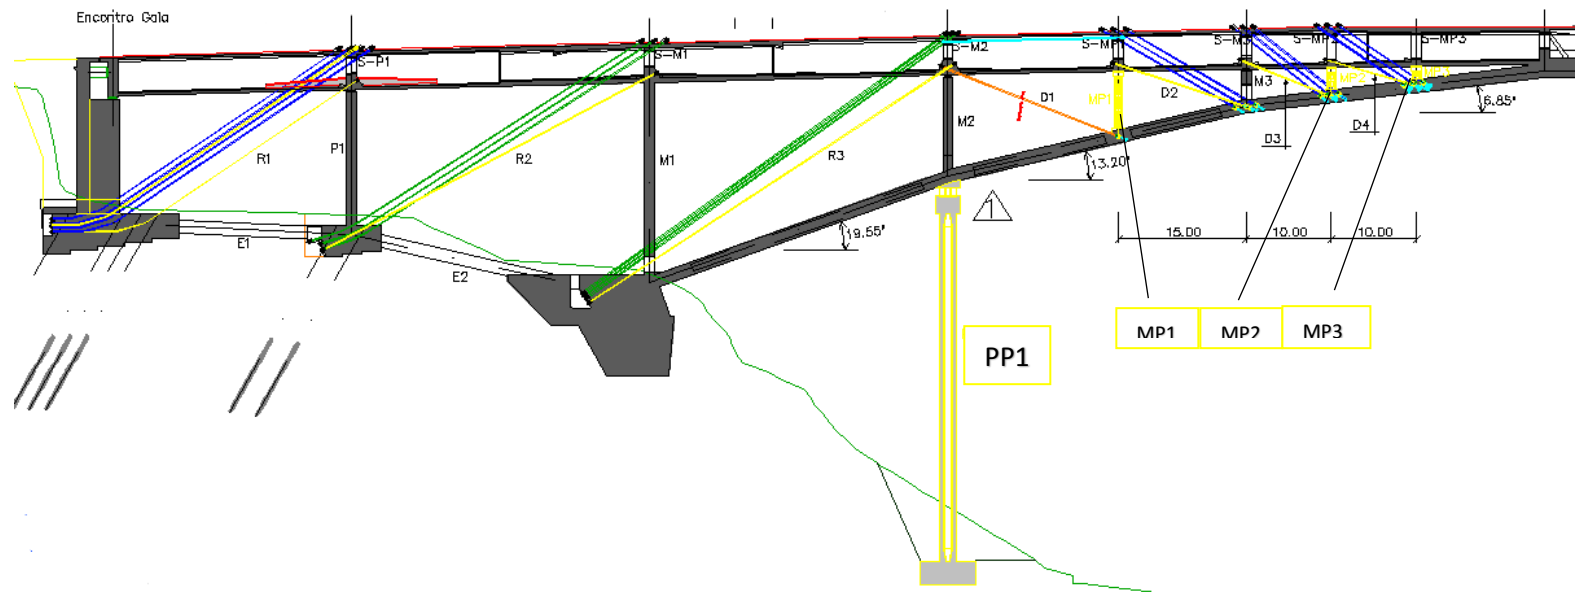 Encontro Gala
S-P1
S-M1
S-M2
S-MP1
S-M3
S-MP2
S-MP3
R1
P1
R2
M1
R3
M2
D1
MP1
D2
M3
MP2
MP3
D3
D4
6.85°
13.20°
19.55°
1
E1
E2
15.00
10.00
10.00
MP1
MP2
MP3
PP1